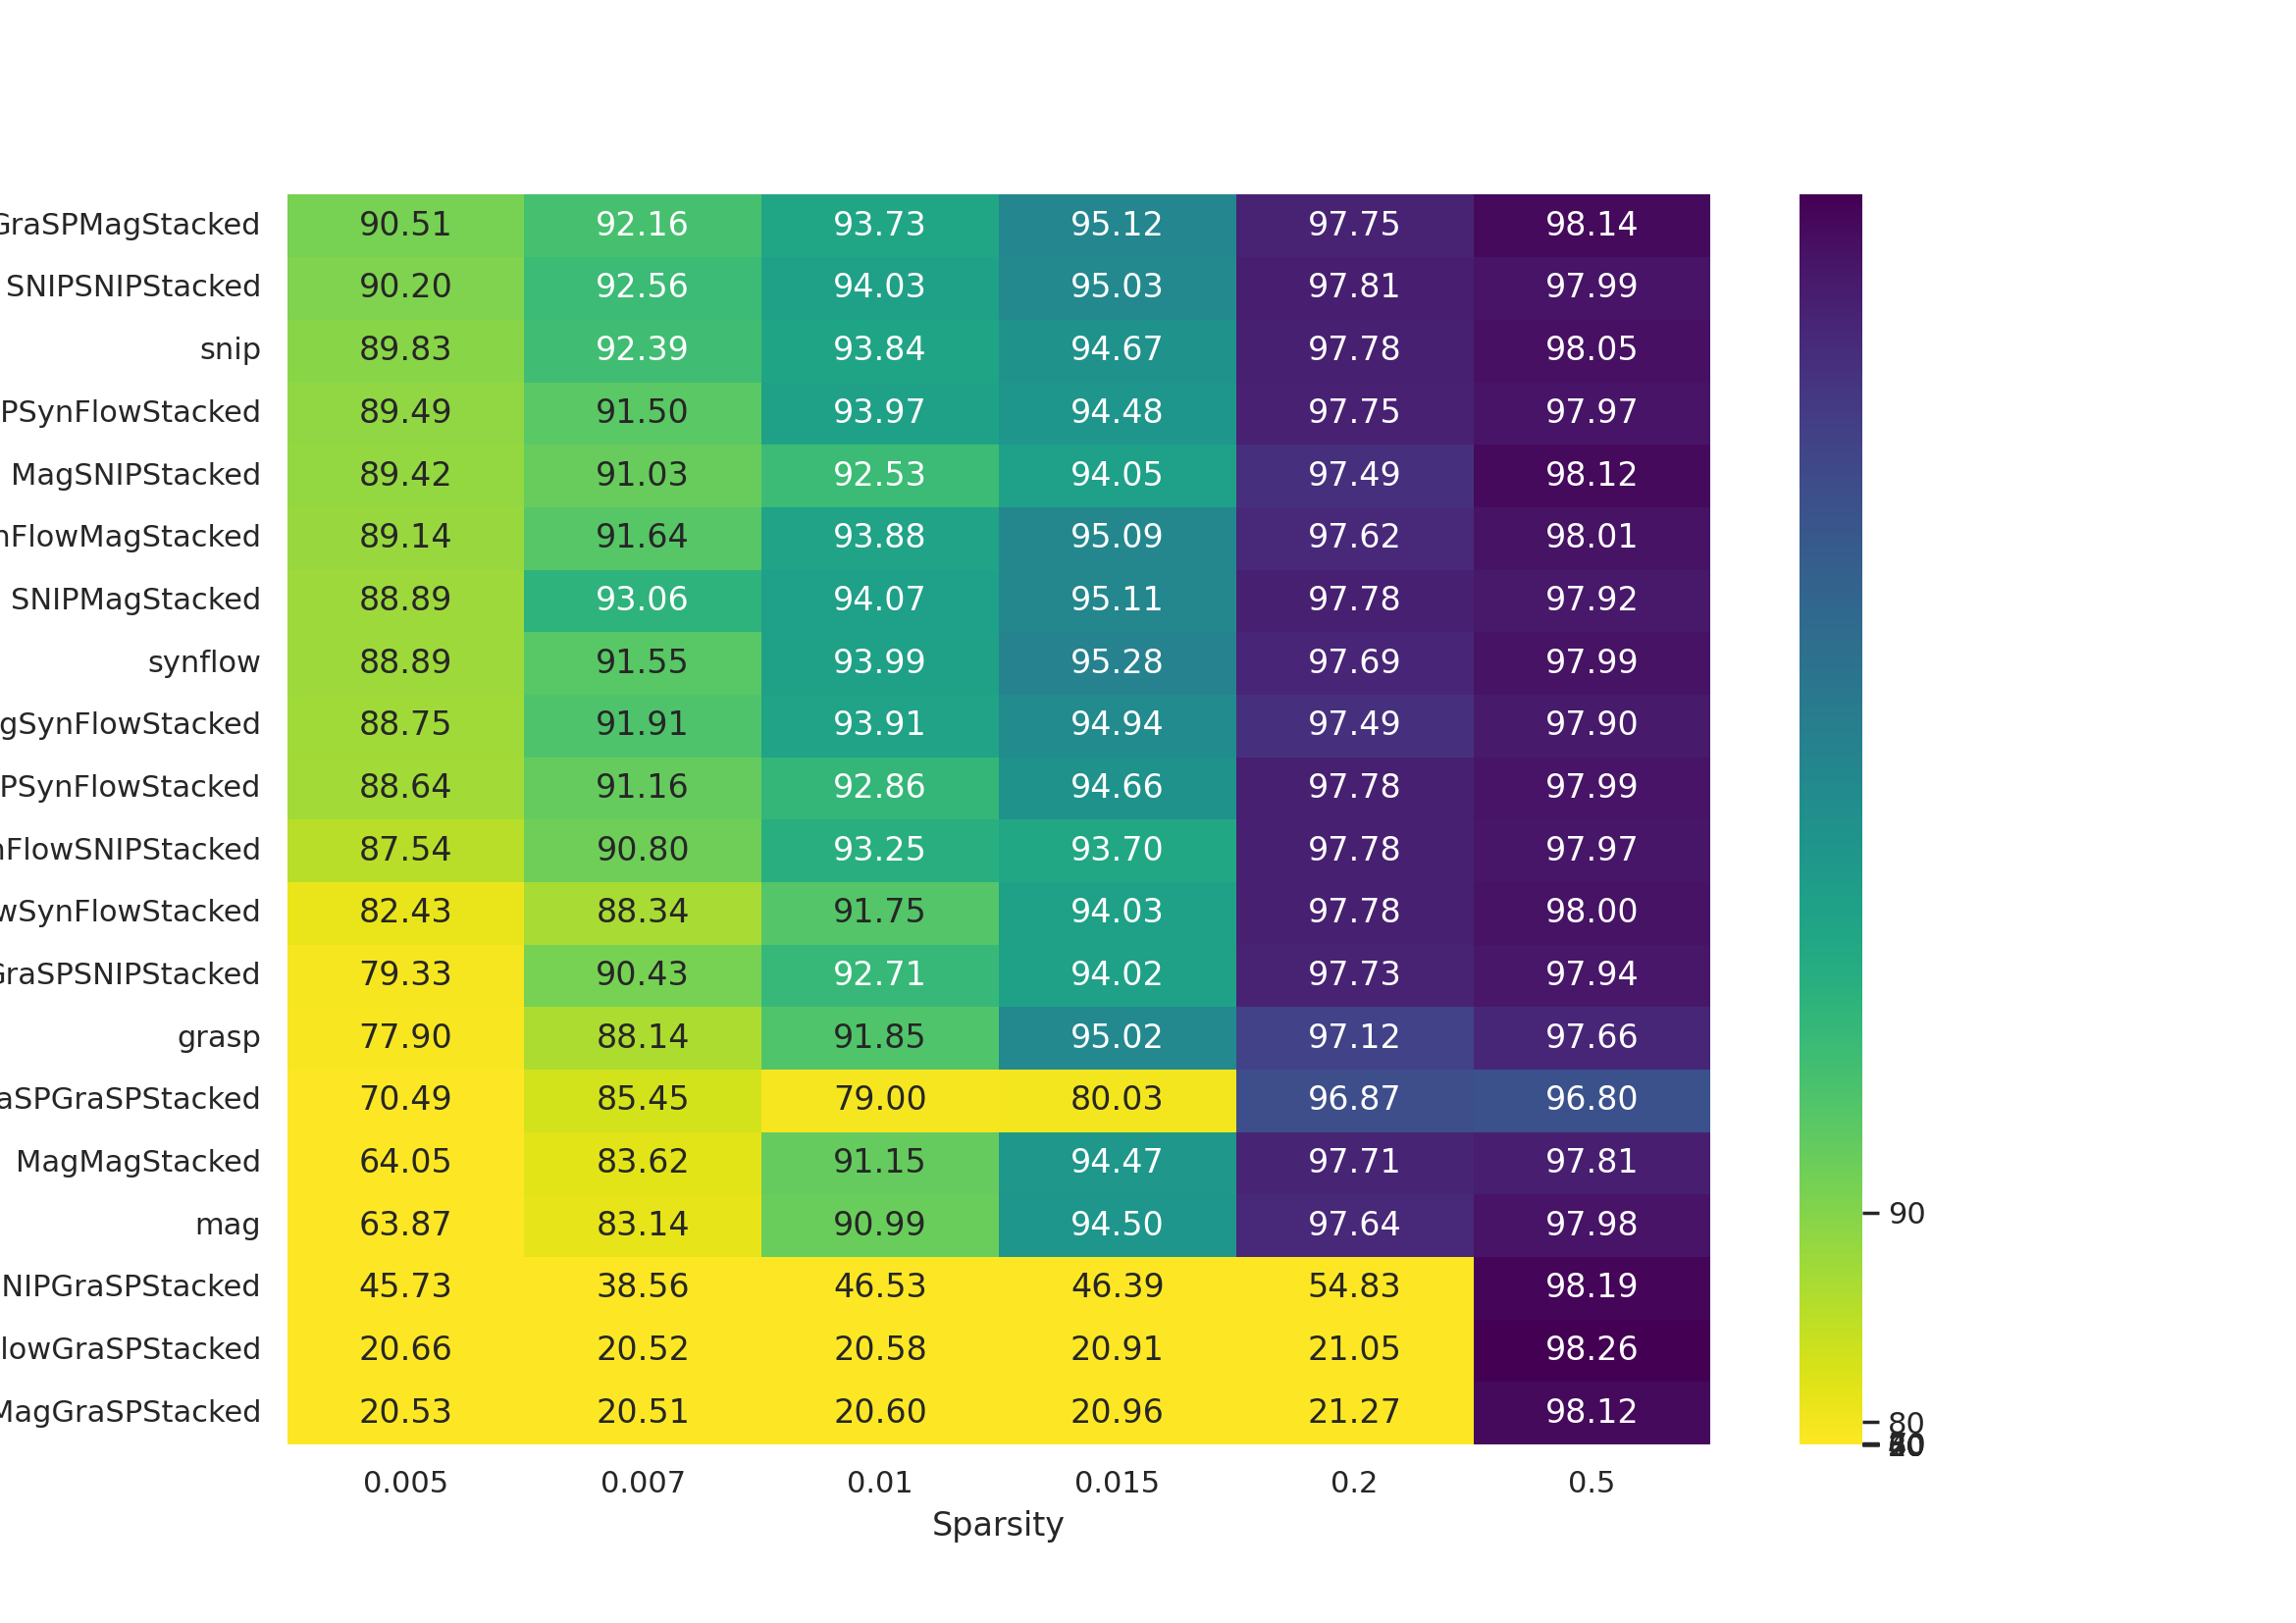 GraSPMagStacked 90.51 92.16 93.73 95.12 97.75 98.14
SNIPSNIPStacked 90.20 92.56 94.03 95.03 97.81 97.99
snip 89.83 92.39 93.84 94.67 97.78 98.05
PSynFlowStacked 89.49 91.50 93.97 94.48 97.75 97.97
MagSNIPStacked 89.42 91.03 92.53 94.05 97.49 98.12
nFlowMagStacked 89.14 91.64 93.88 95.09 97.62 98.01
SNIPMagStacked 88.89 93.06 94.07 95.11 97.78 97.92
synflow 88.89 91.55 93.99 95.28 97.69 97.99
gSynFlowStacked 88.75 91.91 93.91 94.94 97.49 97.90
PSynFlowStacked 88.64 91.16 92.86 94.66 97.78 97.99
nFlowSNIPStacked 87.54 90.80 93.25 93.70 97.78 97.97
wSynFlowStacked 82.43 88.34 91.75 94.03 97.78 98.00
GraSPSNIPStacked 79.33 90.43 92.71 94.02 97.73 97.94
grasp 77.90 88.14 91.85 95.02 97.12 97.66
aSPGraSPStacked 70.49 85.45 79.00 80.03 96.87 96.80
MagMagStacked 64.05 83.62 91.15 94.47 97.71 97.81
mag 63.87 83.14 90.99 94.50 97.64 97.98 90
NIPGraSPStacked 45.73 38.56 46.53 46.39 54.83 98.19
lowGraSPStacked 20.66 20.52 20.58 20.91 21.05 98.26
MagGraSPStacked 20.53 20.51 20.60 20.96 21.27 98.12 80
0.005 0.007 0.01 0.015 0.2 0.5
Sparsity